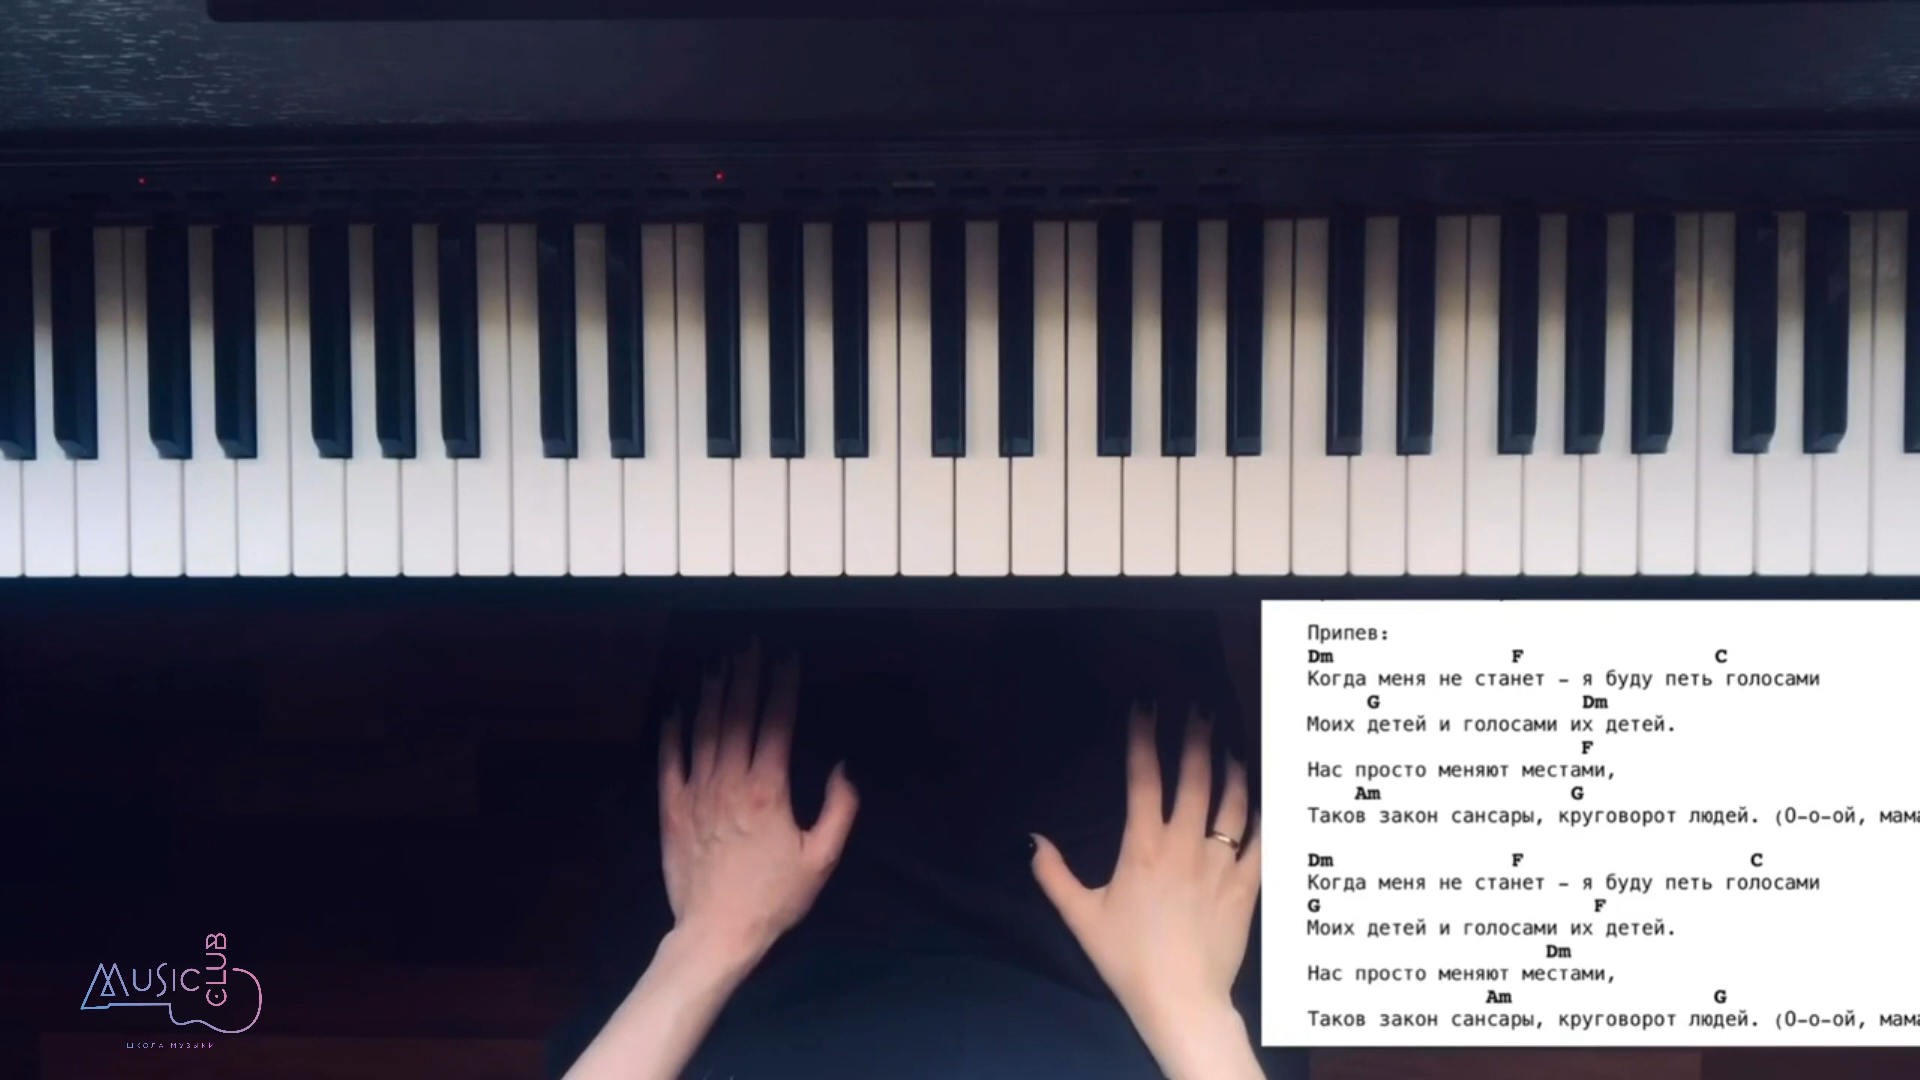 Припев:
Dm F C
Когда меня не станет – я буду петь голосами
G Dm
Моих детей и голосами их детей.
F
Нас просто меняют местами,
Am G
Таков закон сансары, круговорот людей. (О-о-ой, мама
Dm F C
Когда меня не станет – я буду петь голосами
G F
Моих детей и голосами их детей.
Dm
Нас просто меняют местами,
Am G
Таков закон сансары, круговорот людей. (О-о-ой, мама
MUSIC CLUB
ШКОЛА МУЗЫКИ